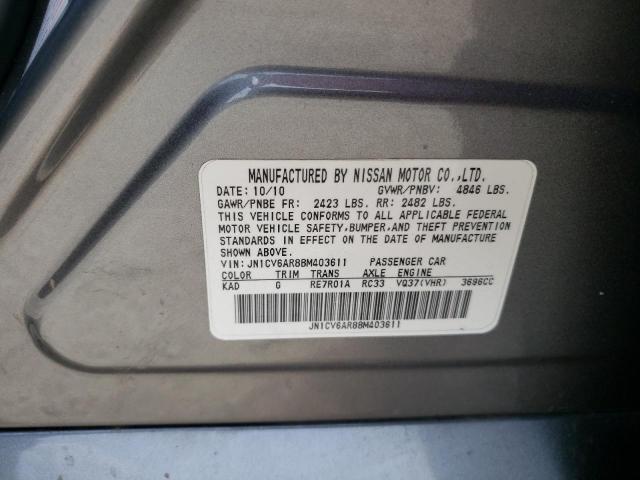 MANUFACTURED BY NISSAN MOTOR CO.,LTD.
DATE: 10/10 GVWR/PNBV: 4846 LBS.
GAWR/PNBE FR: 2423 LBS. RR: 2482 LBS.
THIS VEHICLE CONFORMS TO ALL APPLICABLE FEDERAL
MOTOR VEHICLE SAFETY,BUMPER,AND THEFT PREVENTION
STANDARDS IN EFFECT ON THE DATE OF MANUFACTURE
SHOWN ABOVE.
VIN: JN1CV6AR8BM403611 PASSENGER CAR
COLOR TRIM TRANS AXLE ENGINE
KAD G RE7R01A RC33 VQ37(VHR) 3696CC
JN1CV6AR8BM403611